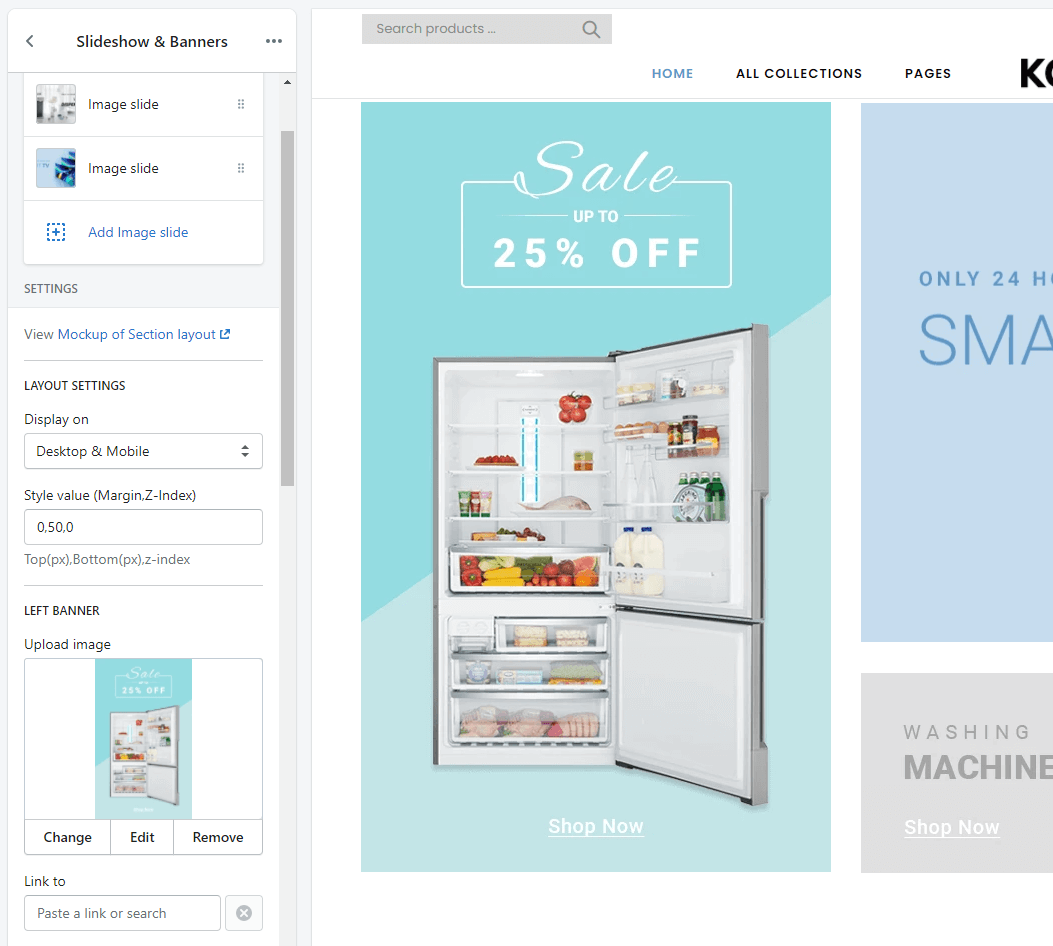 Slideshow & Banners
Image slide
Image slide
Add Image slide
SETTINGS
View Mockup of Section layout
LAYOUT SETTINGS
Display on
Desktop & Mobile
Style value (Margin,Z-Index)
0,50,0
Top(px),Bottom(px),z-index
LEFT BANNER
Upload image
Sale
25% OFF
Change Edit Remove
Link to
Paste a link or search
Search products ...
HOME ALL COLLECTIONS PAGES
Sale
UP TO
25% OFF
Shop Now
ONLY 24 HO
SMA
WASHING
MACHINE
Shop Now